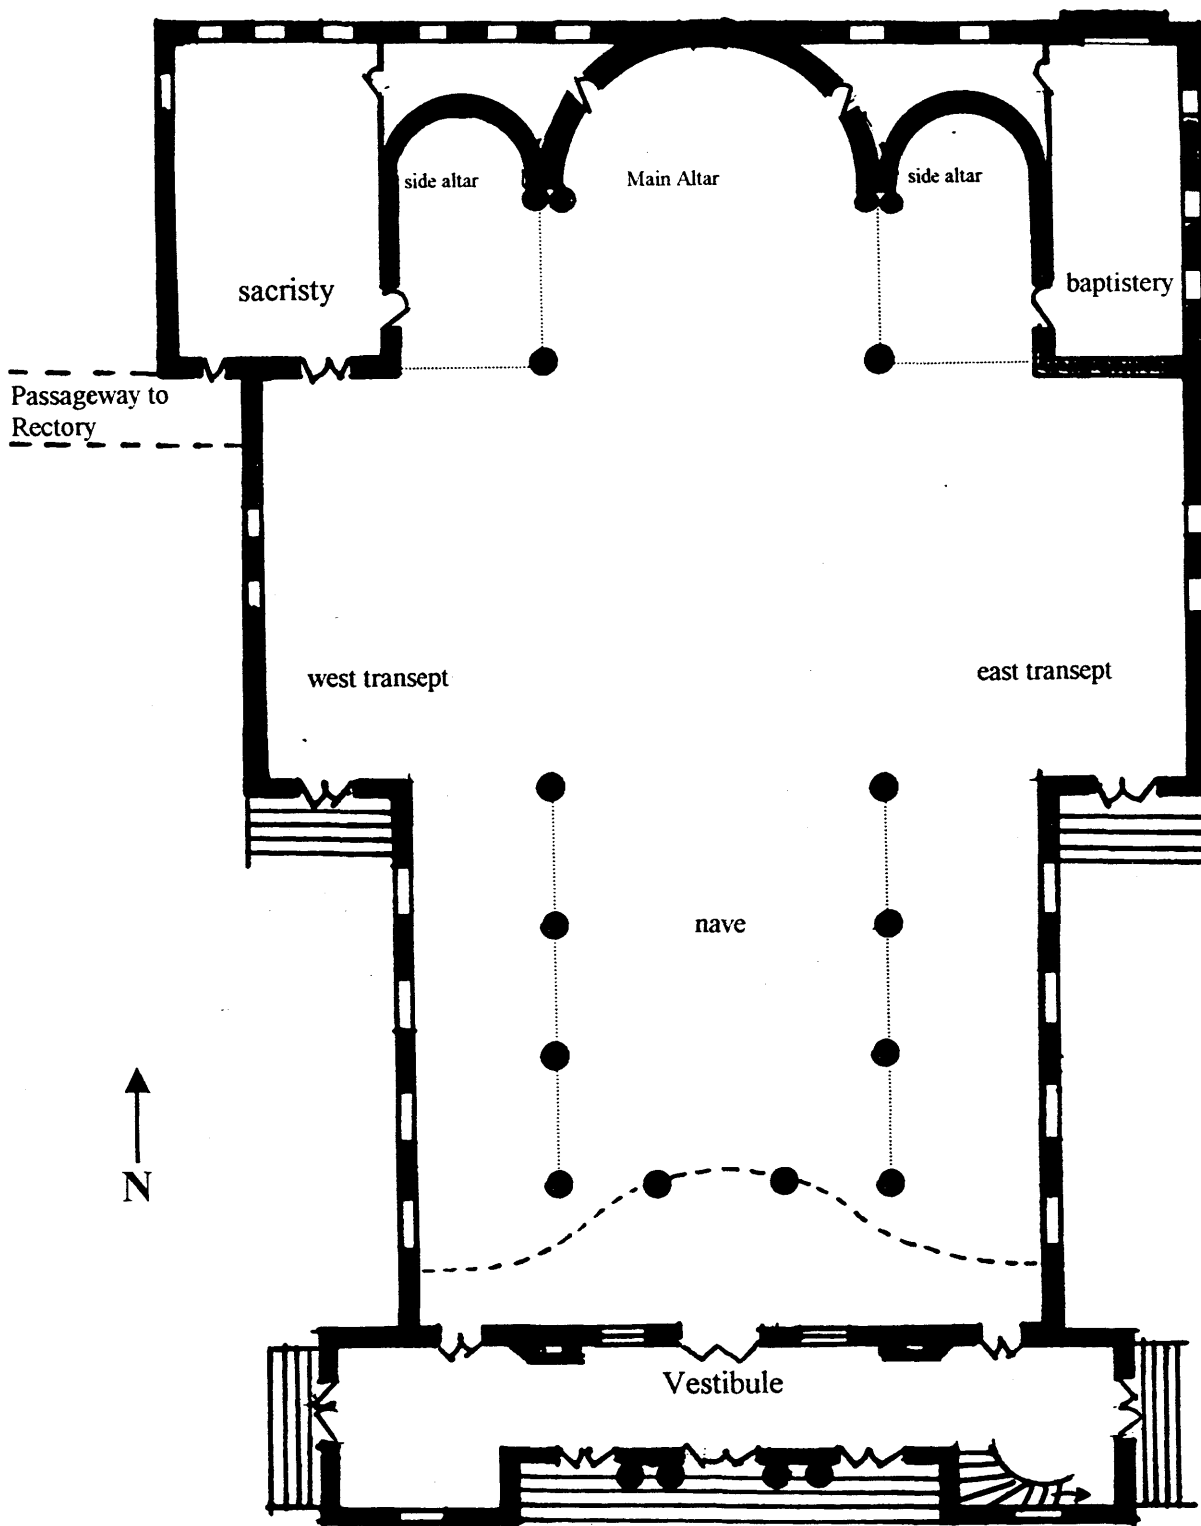 side altar
Main Altar
side altar
sacristy
baptistery
Passageway to
Rectory
west transept
east transept
nave
N
Vestibule